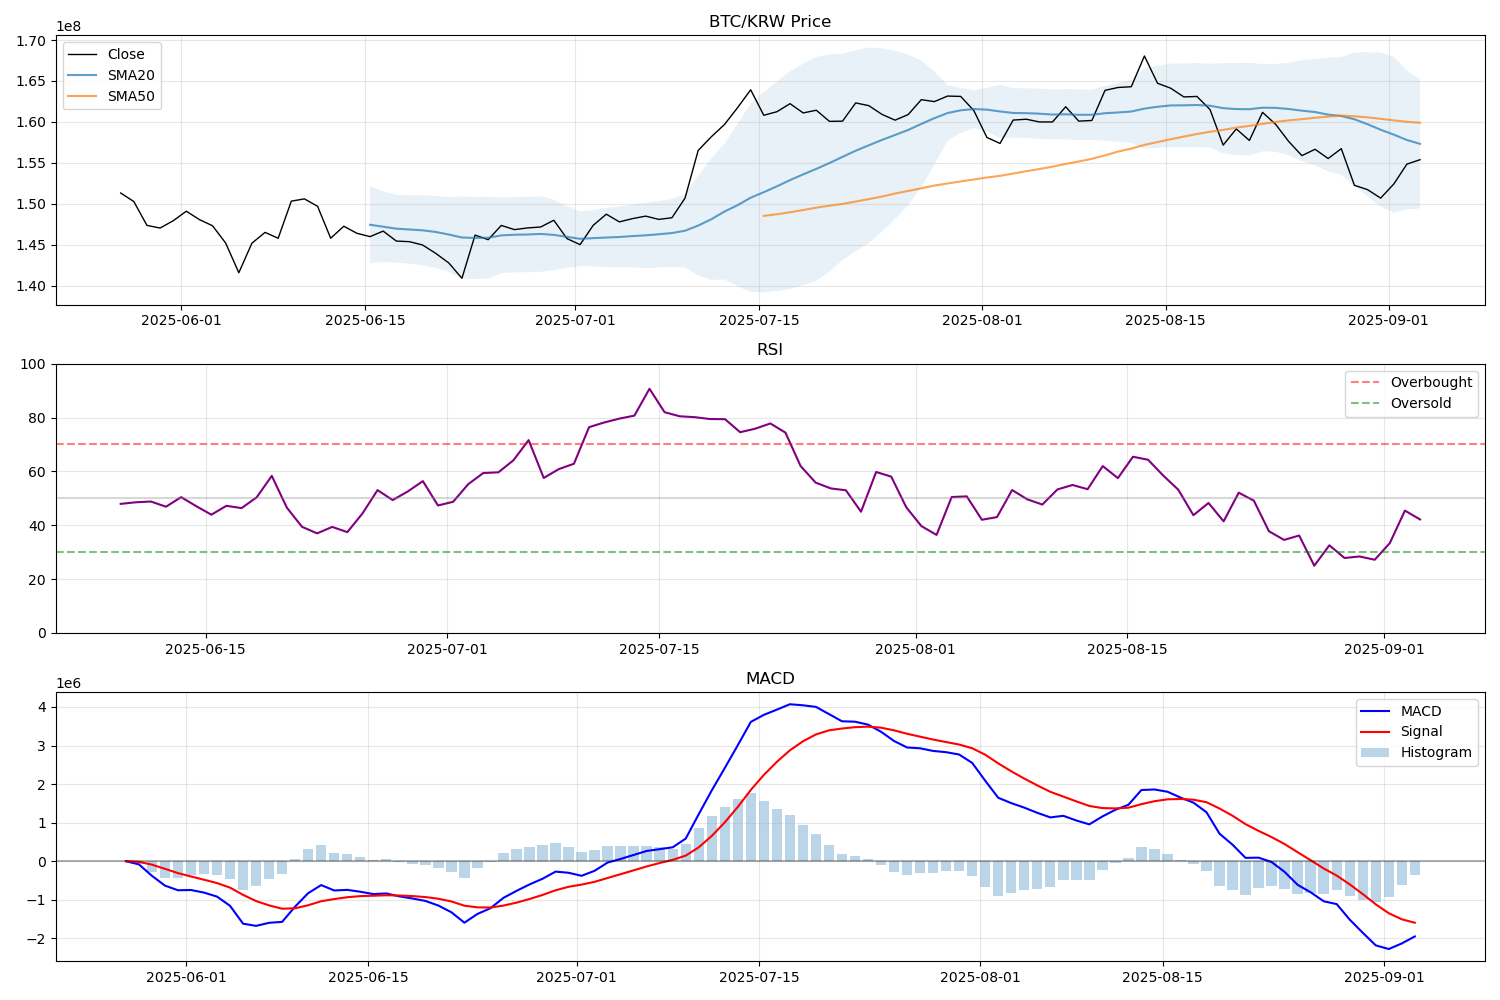 BTC/KRW Price
1e8
1.70
1.65
1.60
1.55
1.50
1.45
1.40
Close
SMA20
SMA50
2025-06-01 2025-06-15 2025-07-01 2025-07-15 2025-08-01 2025-08-15 2025-09-01
RSI
100
80
60
40
20
0
Overbought
Oversold
2025-06-15 2025-07-01 2025-07-15 2025-08-01 2025-08-15 2025-09-01
MACD
1e6
4
3
2
1
0
−1
−2
MACD
Signal
Histogram
2025-06-01 2025-06-15 2025-07-01 2025-07-15 2025-08-01 2025-08-15 2025-09-01